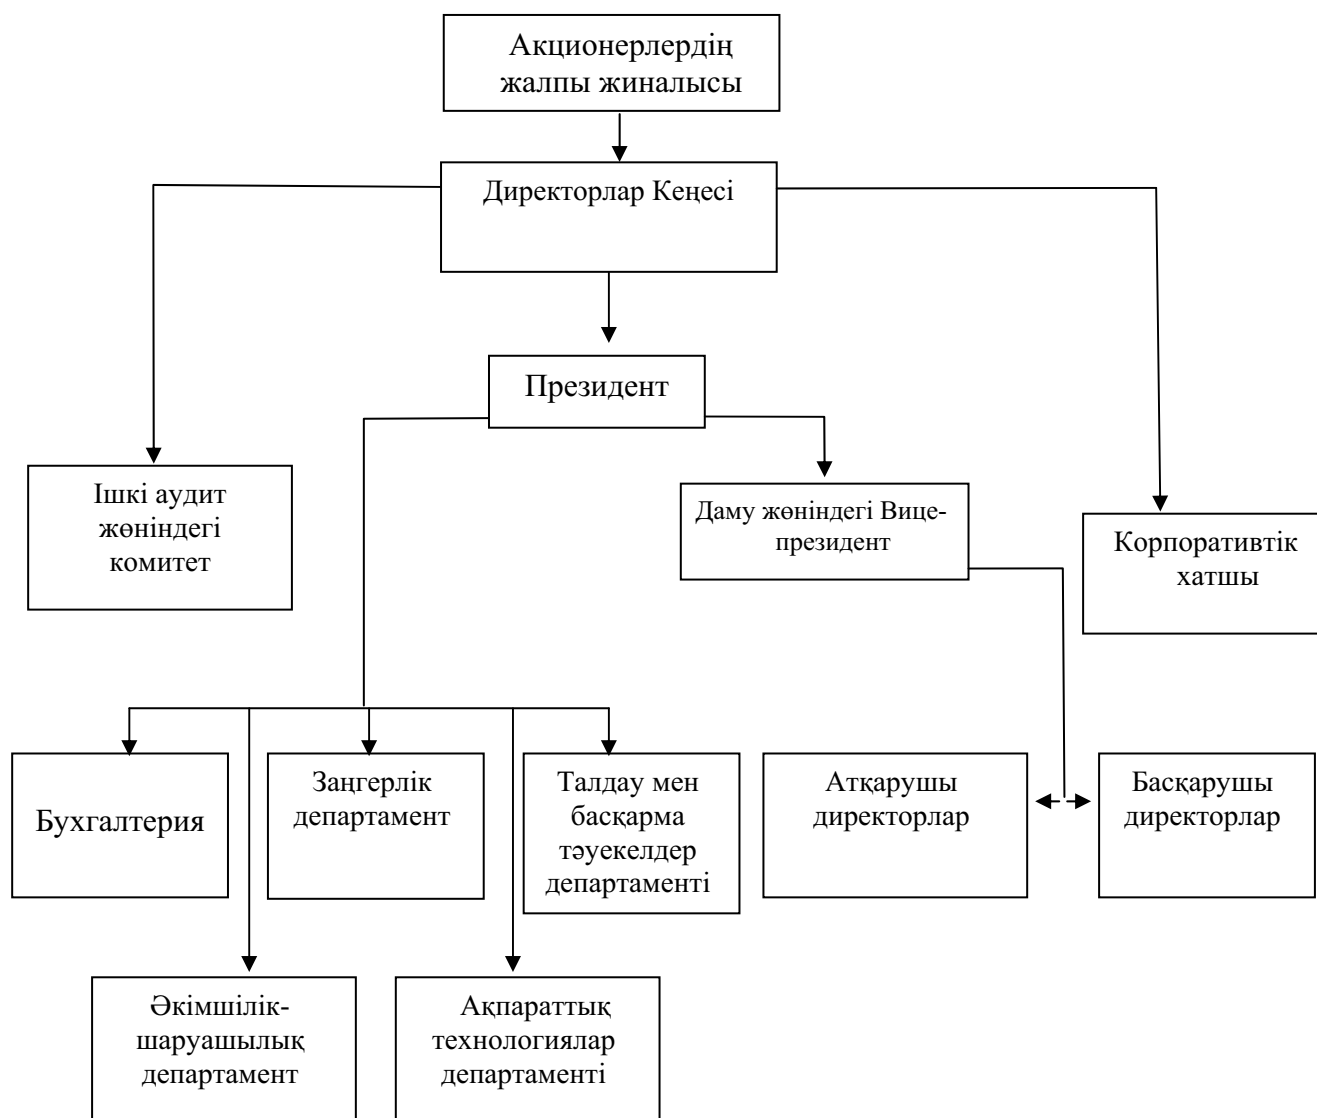 Акционерлердің
жалпы жиналысы
Директорлар Кеңесі
Президент
Ішкі аудит
жөніндегі
комитет
Даму жөніндегі Вице-
президент
Корпоративтік
хатшы
Бухгалтерия
Заңгерлік
департамент
Талдау мен
басқарма
тәуекелдер
департаменті
Атқарушы
директорлар
Басқарушы
директорлар
Әкімшілік-
шаруашылық
департамент
Ақпараттық
технологиялар
департаменті